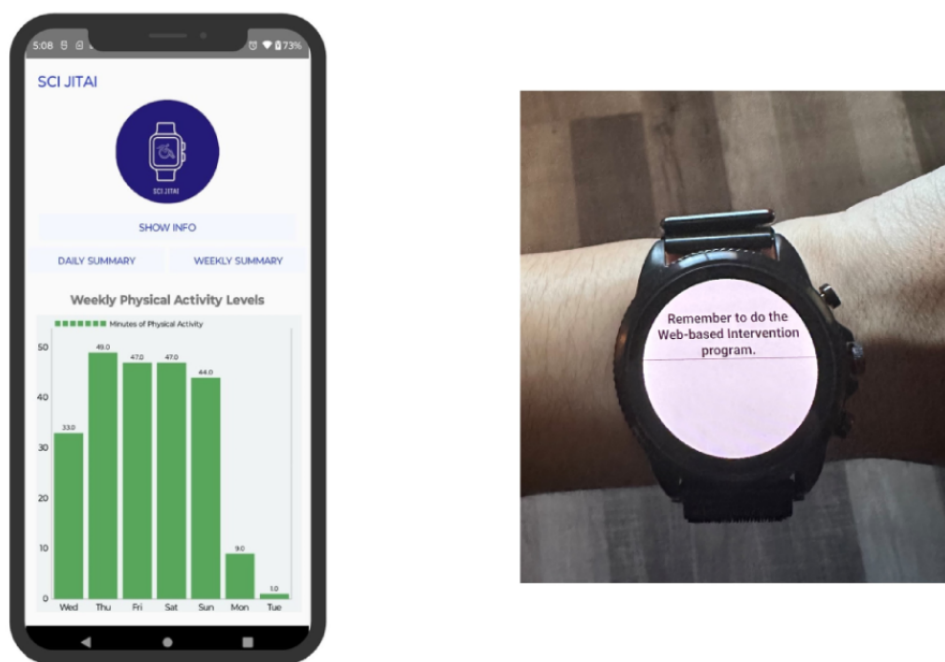 5:08
73%
SCI JITAI
SCI JITAI
SHOW INFO
DAILY SUMMARY
WEEKLY SUMMARY
Weekly Physical Activity Levels
Minutes of Physical Activity
50
40
30
20
10
0
33.0
49.0
47.0
47.0
44.0
9.0
1.0
Wed
Thu
Fri
Sat
Sun
Mon
Tue
Remember to do the
Web-based Intervention
program.